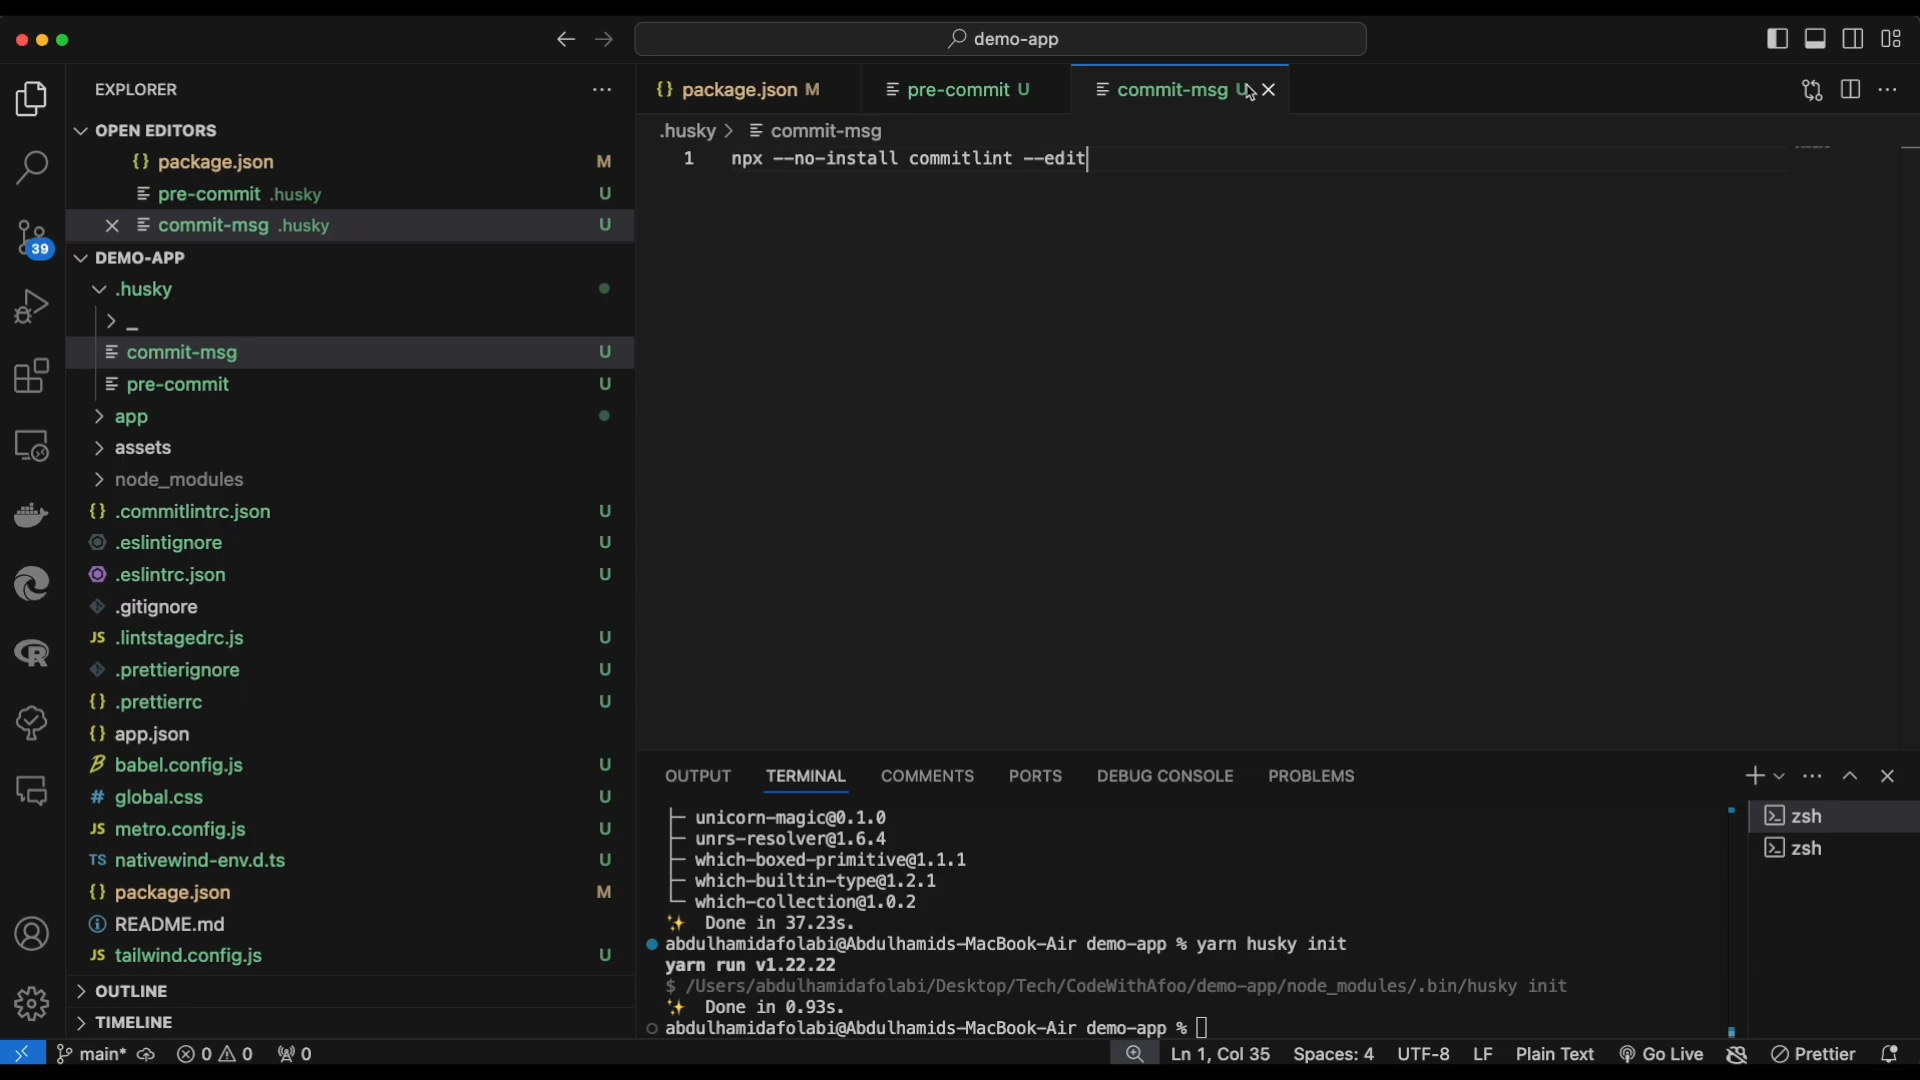 demo-app
EXPLORER
OPEN EDITORS
package.json M
pre-commit .husky U
commit-msg .husky U
39
DEMO-APP
.husky
_
commit-msg U
pre-commit U
app
assets
node_modules
.commitlintrc.json U
.eslintignore U
.eslintrc.json U
.gitignore
JS .lintstagedrc.js U
.prettierignore U
{} .prettierrc U
{} app.json
babel.config.js U
# global.css U
JS metro.config.js U
TS nativewind-env.d.ts U
{} package.json M
README.md
JS tailwind.config.js U
OUTLINE
TIMELINE
{} package.json M
pre-commit U
commit-msg U
.husky > commit-msg
1 npx --no-install commitlint --edit
OUTPUT TERMINAL COMMENTS PORTS DEBUG CONSOLE PROBLEMS
├─ unicorn-magic@0.1.0
├─ unrs-resolver@1.6.4
├─ which-boxed-primitive@1.1.1
├─ which-builtin-type@1.2.1
└─ which-collection@1.0.2
✨ Done in 37.23s.
abdulhamidafolabi@Abdulhamids-MacBook-Air demo-app % yarn husky init
yarn run v1.22.22
$ /Users/abdulhamidafolabi/Desktop/Tech/CodeWithAfoo/demo-app/node_modules/.bin/husky init
✨ Done in 0.93s.
abdulhamidafolabi@Abdulhamids-MacBook-Air demo-app %
zsh
zsh
main* 0 0 0 Ln 1, Col 35 Spaces: 4 UTF-8 LF Plain Text Go Live Prettier